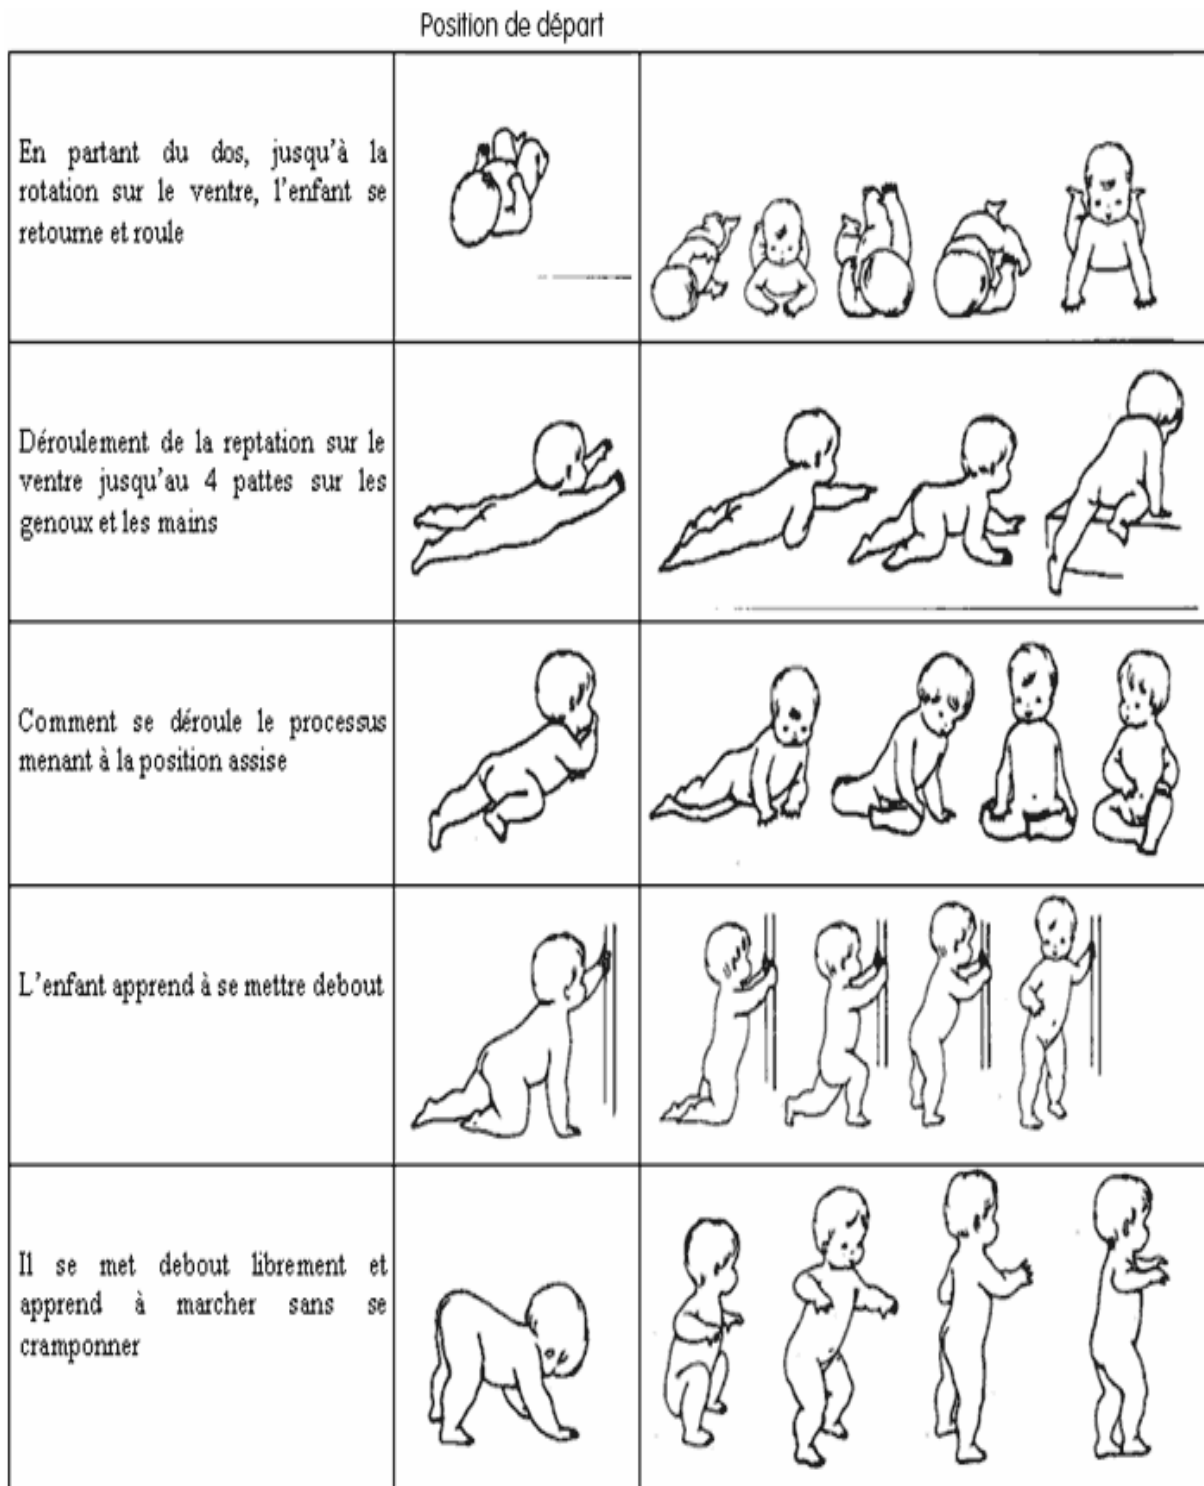 Position de départ
En partant du dos, jusqu'à la
rotation sur le ventre, l'enfant se
retourne et roule
Déroulement de la reptation sur le
ventre jusqu'au 4 pattes sur les
genoux et les mains
Comment se déroule le processus
menant à la position assise
L'enfant apprend à se mettre debout
Il se met debout librement et
apprend à marcher sans se
cramponner